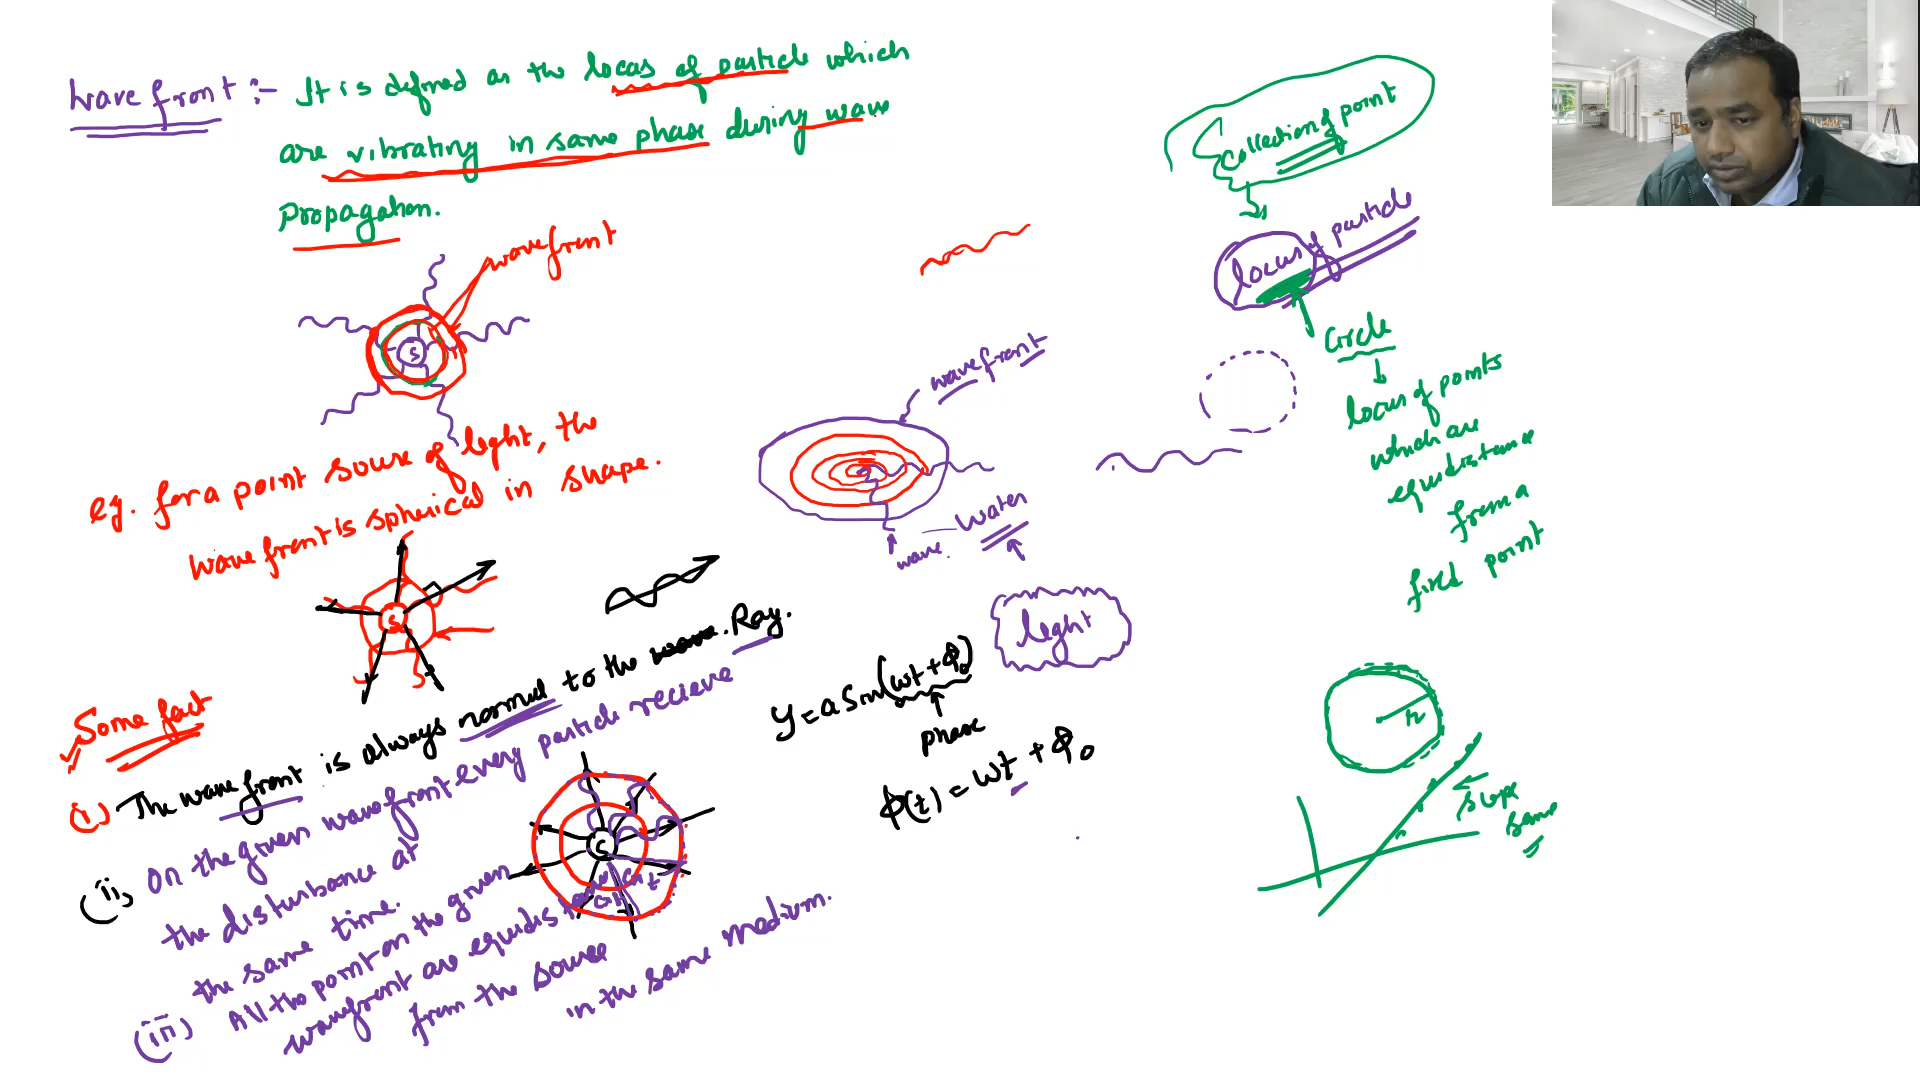 wavefront :- It is defined as the locus of particle which
are vibrating in same phase during wave
propagation.
wavefront
S
eg. for a point source of light, the
wavefront is spherical in shape.
S
Some fact
(i) The wavefront is always normal to the wave. Ray.
(ii) On the given wavefront every particle recieve
the disturbance at
the same time.
(iii) All the point on the given
wavefront are equidistance
from the source
in the same medium.
S
wavefront
water
wave.
light
y = a sin(wt + φ₀)
phase
φ(t) = wt + φ₀
Collection of point
locus of particle
Circle
locus of points
which are
equidistance
from a
fixed point
r
slope
same